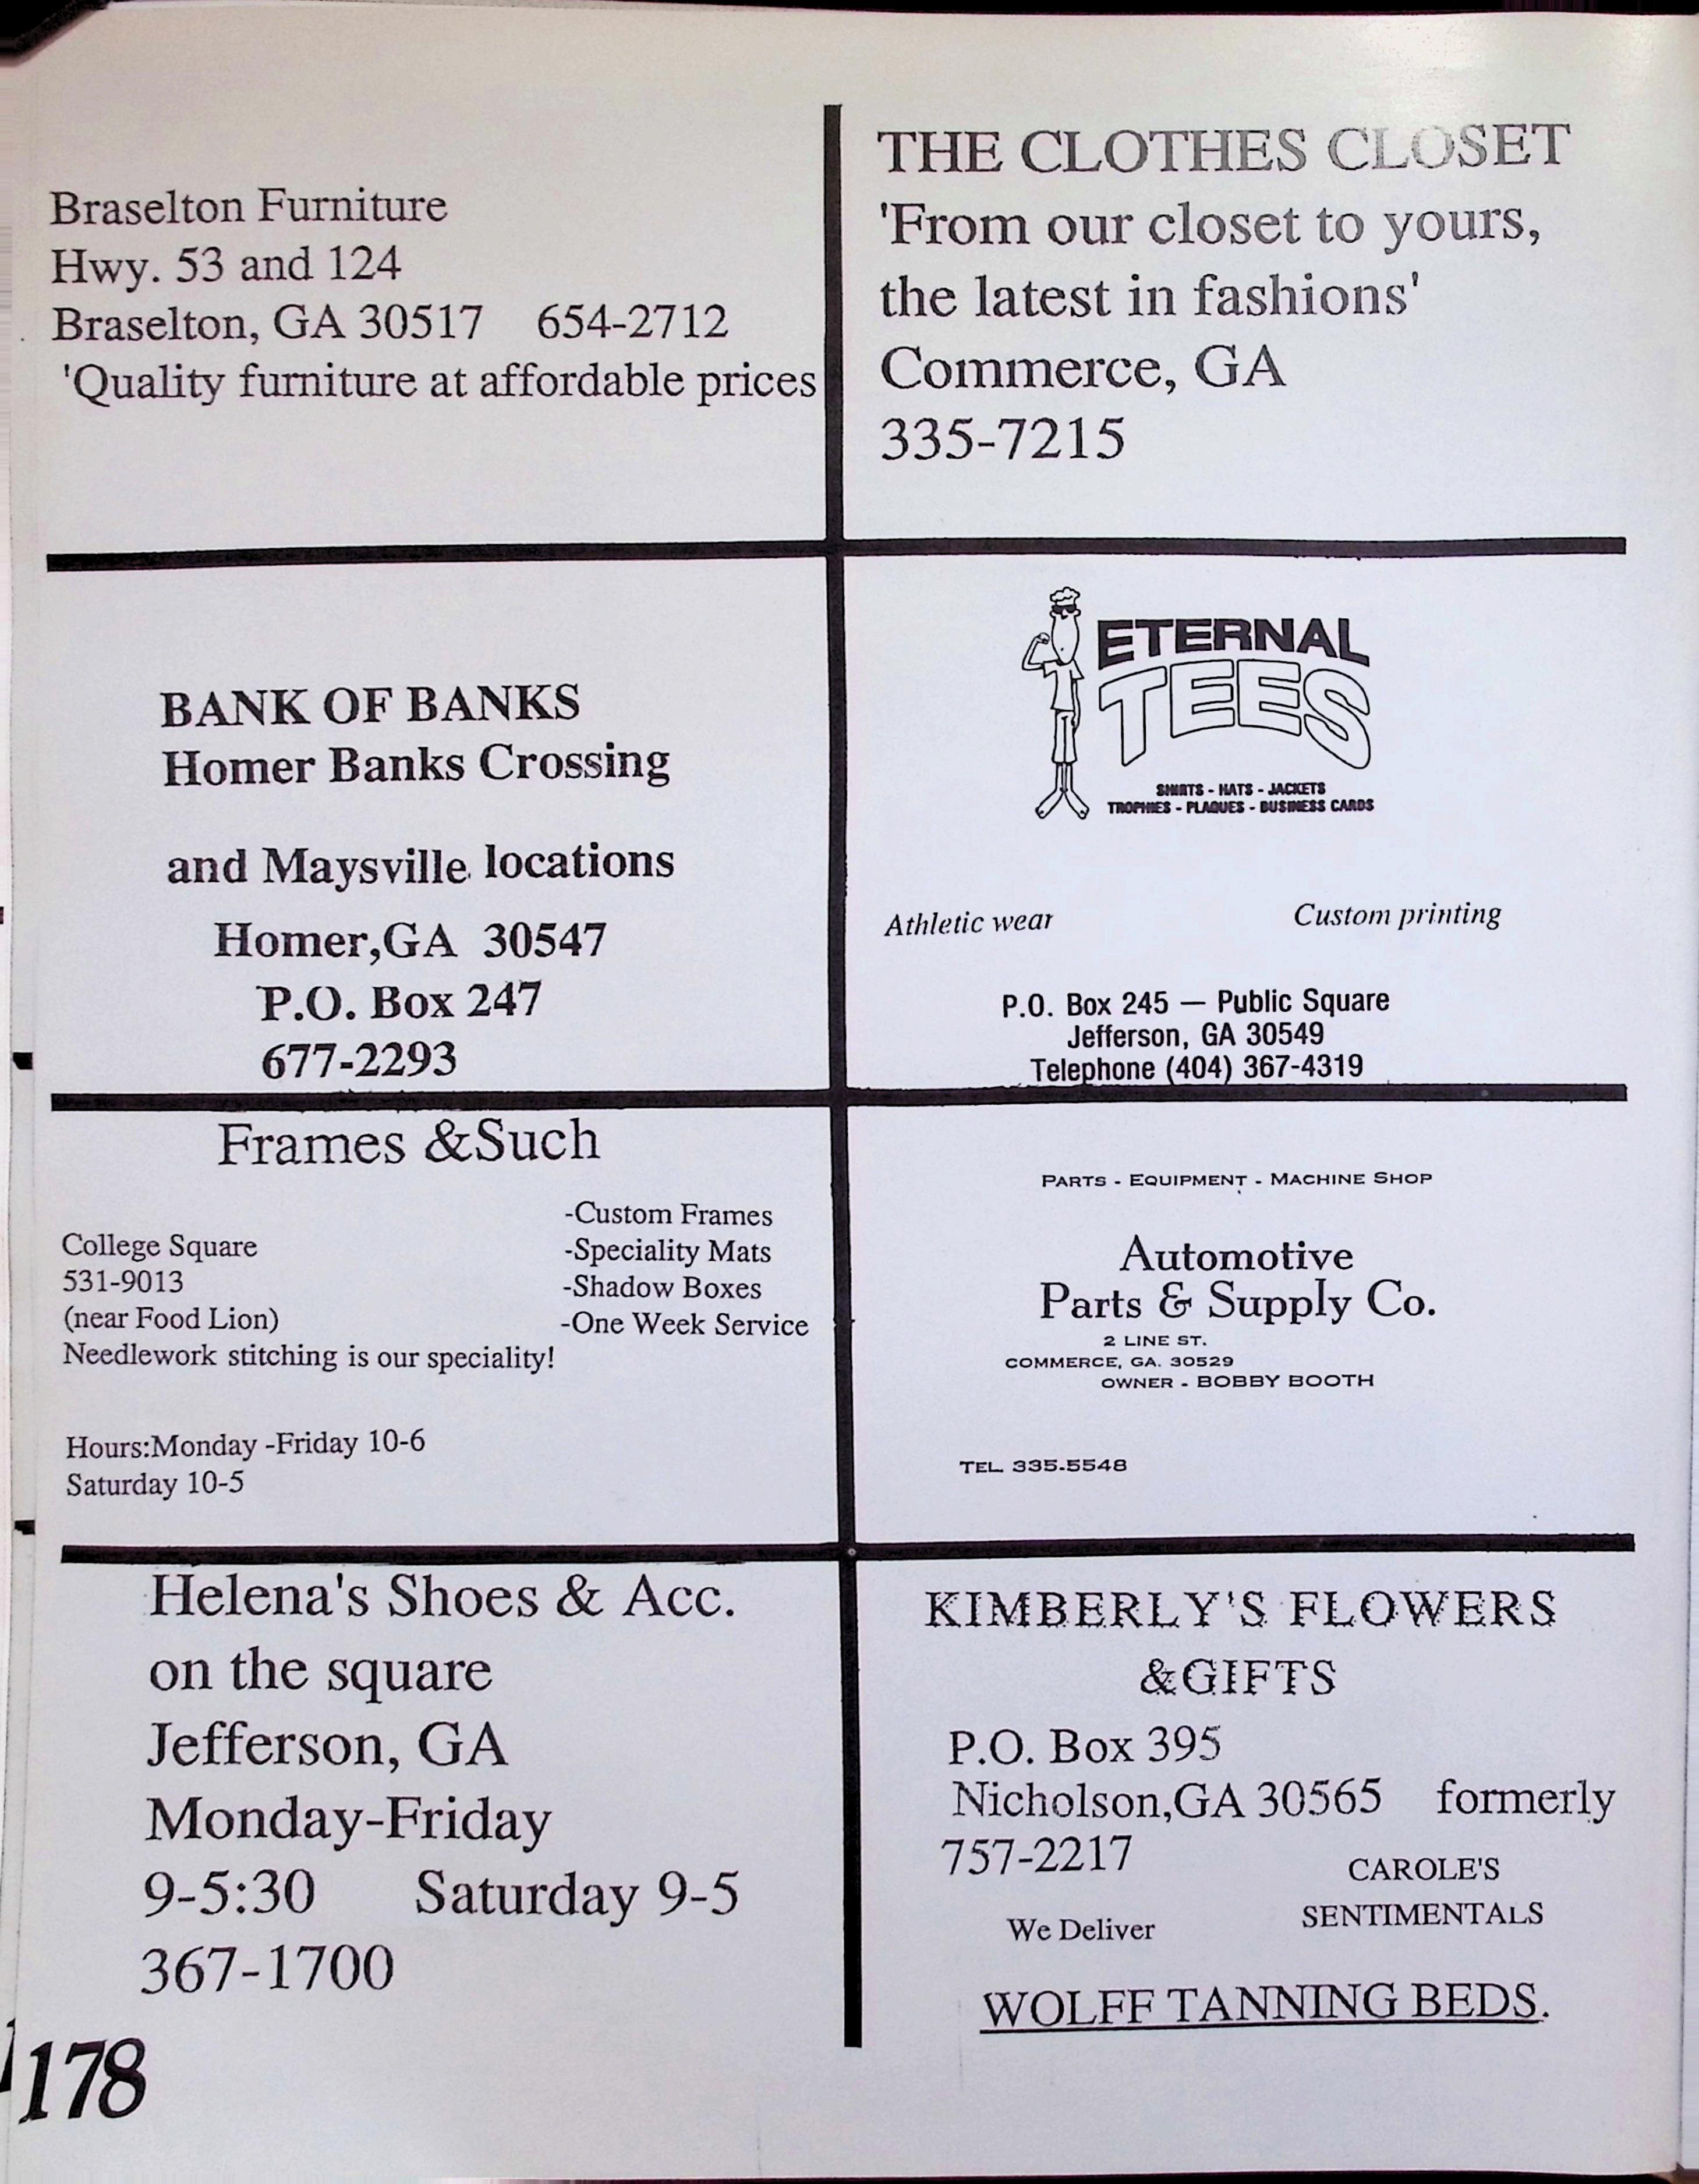 Braselton Furniture
Hwy. 53 and 124
Braselton, GA 30517 654-2712
'Quality furniture at affordable prices
THE CLOTHES CLOSET
'From our closet to yours,
the latest in fashions'
Commerce, GA
335-7215
BANK OF BANKS
Homer Banks Crossing
and Maysville locations
Homer,GA 30547
P.O. Box 247
677-2293
ETERNAL
TEES
SHIRTS - HATS - JACKETS
TROPHIES - PLAQUES - BUSINESS CARDS
Athletic wear Custom printing
P.O. Box 245 — Public Square
Jefferson, GA 30549
Telephone (404) 367-4319
Frames &Such
-Custom Frames
-Speciality Mats
-Shadow Boxes
-One Week Service
College Square
531-9013
(near Food Lion)
Needlework stitching is our speciality!
Hours:Monday -Friday 10-6
Saturday 10-5
PARTS - EQUIPMENT - MACHINE SHOP
Automotive
Parts & Supply Co.
2 LINE ST.
COMMERCE, GA. 30529
OWNER - BOBBY BOOTH
TEL. 335-5548
Helena's Shoes & Acc.
on the square
Jefferson, GA
Monday-Friday
9-5:30 Saturday 9-5
367-1700
KIMBERLY'S FLOWERS
&GIFTS
P.O. Box 395
Nicholson,GA 30565 formerly
757-2217
CAROLE'S
SENTIMENTALS
We Deliver
WOLFF TANNING BEDS.
178